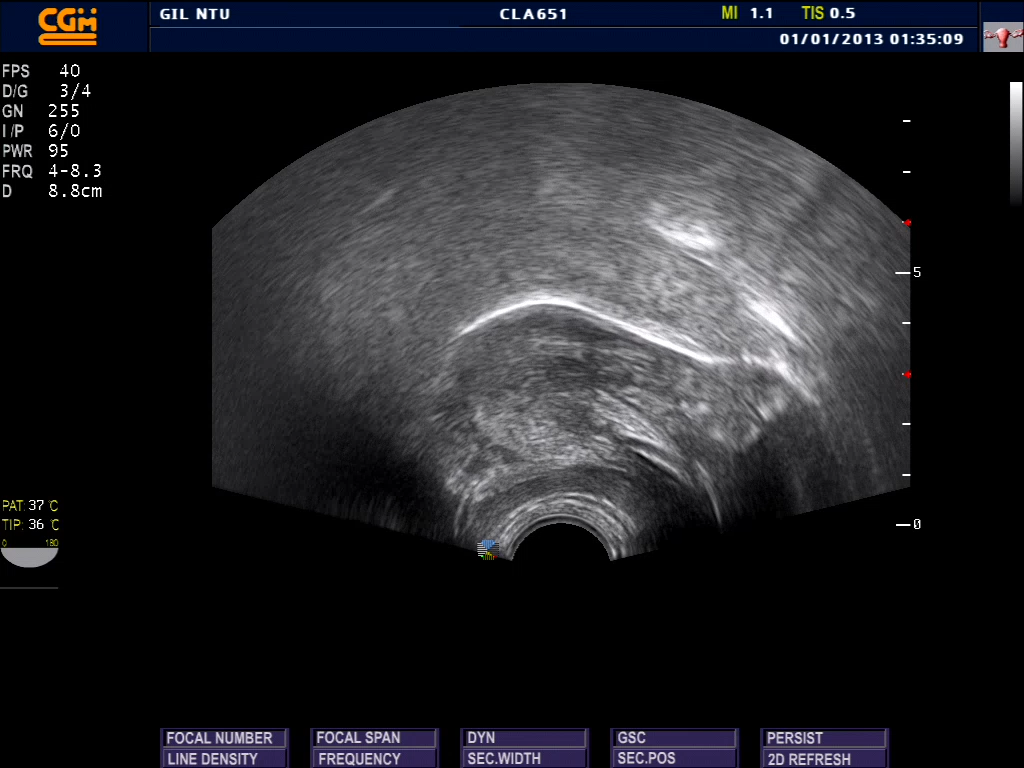 CGM
GIL NTU
CLA651
MI 1.1
TIS 0.5
01/01/2013 01:35:09
FPS 40
D/G 3/4
GN 255
I/P 6/0
PWR 95
FRQ 4-8.3
D 8.8cm
5
PAT: 37 °C
TIP: 36 °C
0 180
0
FOCAL NUMBER
LINE DENSITY
FOCAL SPAN
FREQUENCY
DYN
SEC.WIDTH
GSC
SEC.POS
PERSIST
2D REFRESH